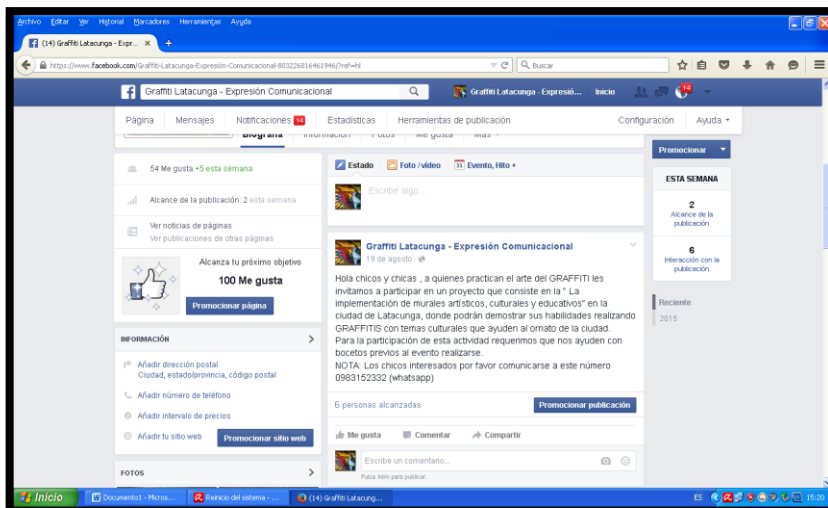 Archivo Editar Ver Historial Marcadores Herramientas Ayuda
(14) Graffiti Latacunga - Expr... ×
https://www.facebook.com/Graffiti-Latacunga-Expresión-Comunicacional-803226816461946/?ref=hl
Buscar
Graffiti Latacunga - Expresión Comunicacional
Graffiti Latacunga - Expresió... Inicio
14
Página Mensajes Notificaciones 14 Estadísticas Herramientas de publicación Configuración Ayuda
Biografía Información Fotos Me gusta Más
54 Me gusta +5 esta semana
Alcance de la publicación: 2 esta semana
Ver noticias de páginas
Ver publicaciones de otras páginas
Alcanza tu próximo objetivo
100 Me gusta
Promocionar página
INFORMACIÓN
Añadir dirección postal
Ciudad, estado/provincia, código postal
Añadir número de teléfono
Añadir intervalo de precios
Añadir tu sitio web
Promocionar sitio web
FOTOS
Estado Foto /vídeo 31 Evento, Hito +
Escribe algo...
Graffiti Latacunga - Expresión Comunicacional
19 de agosto ·
Hola chicos y chicas , a quienes practican el arte del GRAFFITI les
invitamos a participar en un proyecto que consiste en la " La
implementación de murales artísticos, culturales y educativos" en la
ciudad de Latacunga, donde podrán demostrar sus habilidades realizando
GRAFFITIS con temas culturales que ayuden al ornato de la ciudad.
Para la participación de esta actividad requerimos que nos ayuden con
bocetos previos al evento realizarse.
NOTA: Los chicos interesados por favor comunicarse a este número
0983152332 (whatsapp)
6 personas alcanzadas
Promocionar publicación
Me gusta Comentar Compartir
Escribe un comentario...
Pulsa Intro para publicar.
Promocionar
ESTA SEMANA
2
Alcance de la
publicación
6
Interacción con la
publicación
Reciente
2015
Inicio
Documento1 - Micros...
Reinicio del sistema - ...
(14) Graffiti Latacung...
ES
15:20